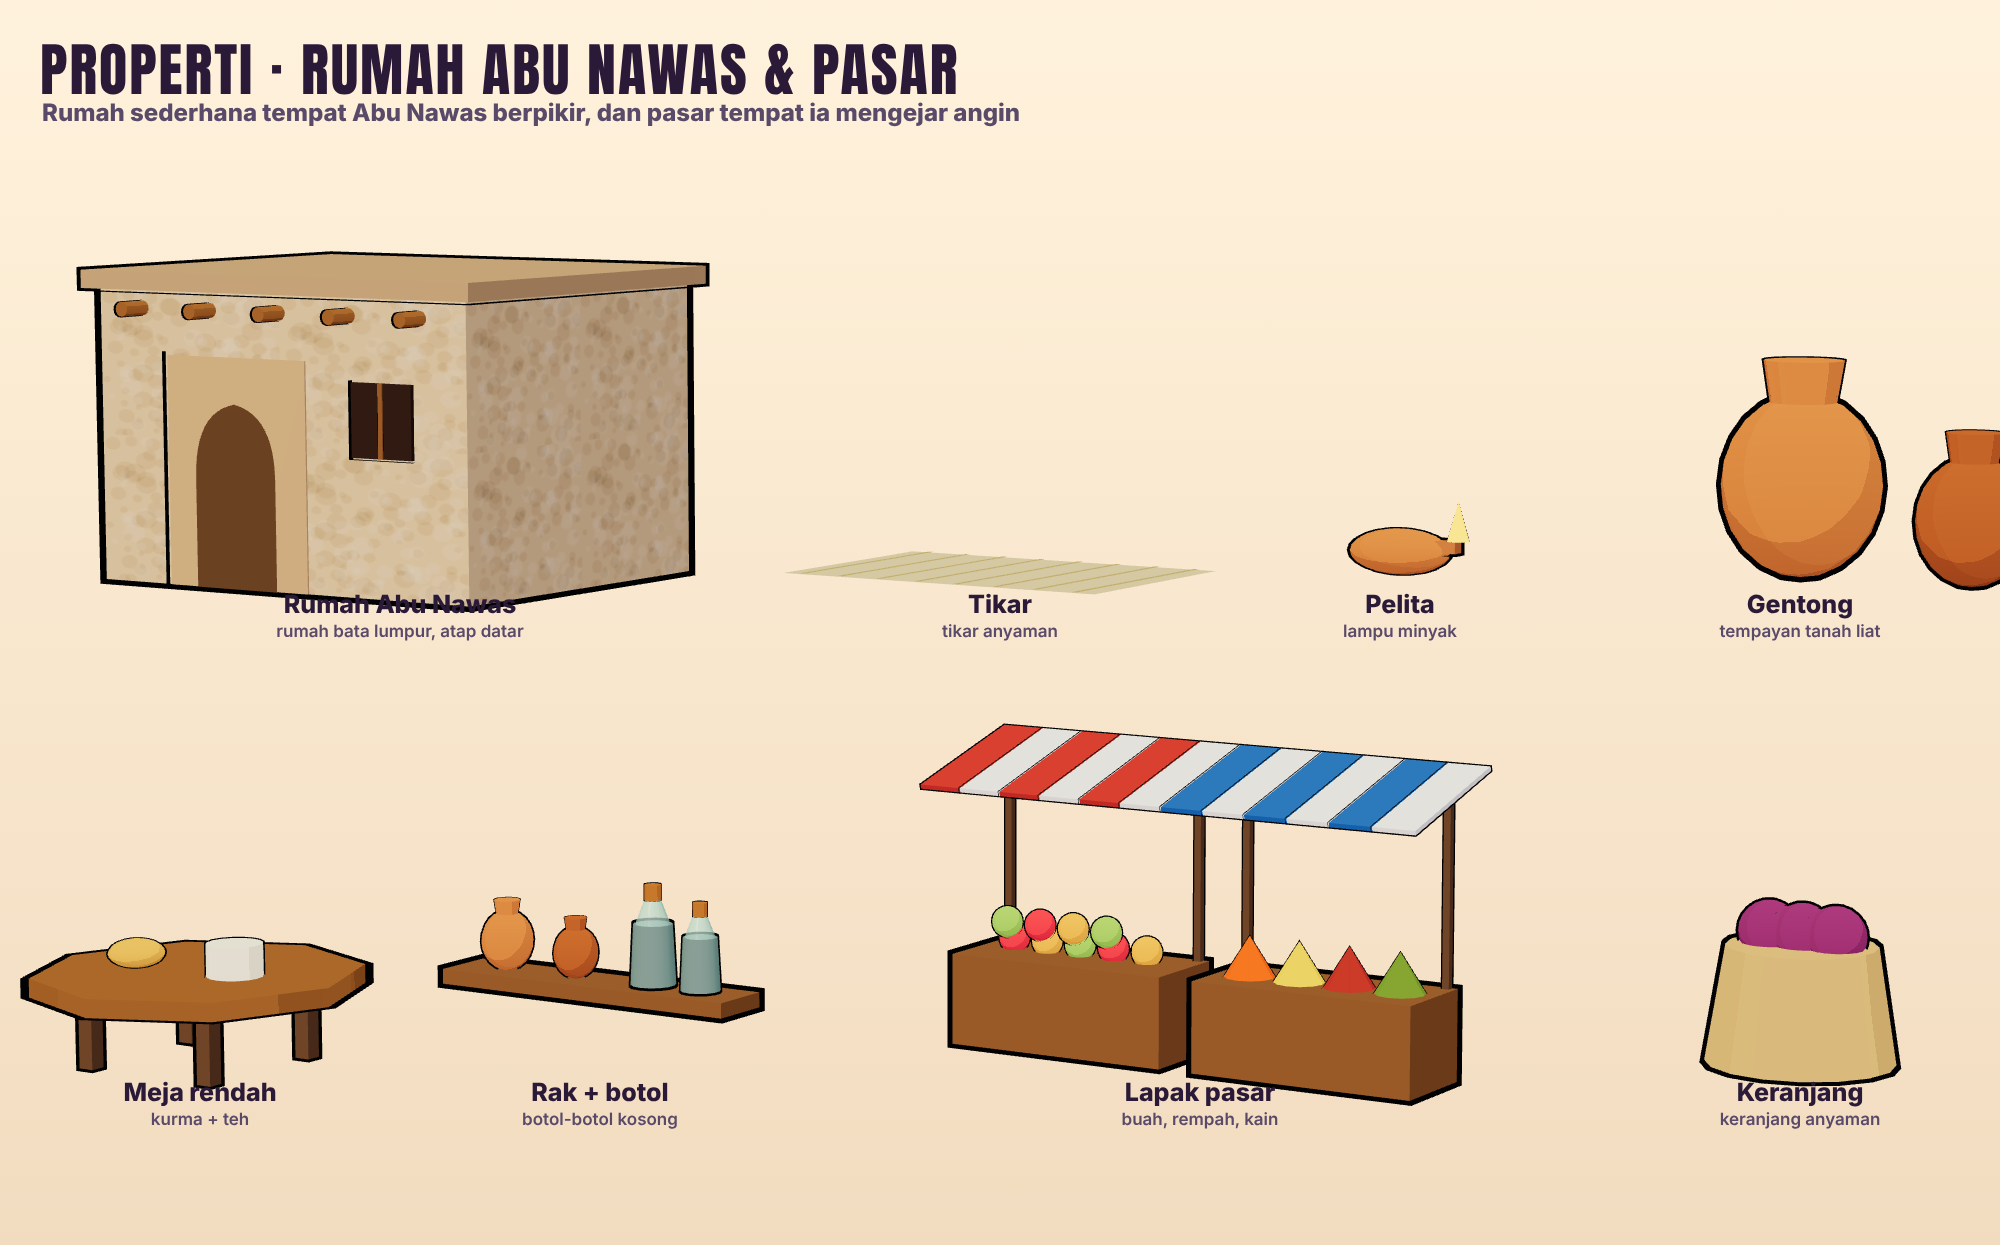 PROPERTI · RUMAH ABU NAWAS & PASAR
Rumah sederhana tempat Abu Nawas berpikir, dan pasar tempat ia mengejar angin
Rumah Abu Nawas
rumah bata lumpur, atap datar
Tikar
tikar anyaman
Pelita
lampu minyak
Gentong
tempayan tanah liat
Meja rendah
kurma + teh
Rak + botol
botol-botol kosong
Lapak pasar
buah, rempah, kain
Keranjang
keranjang anyaman